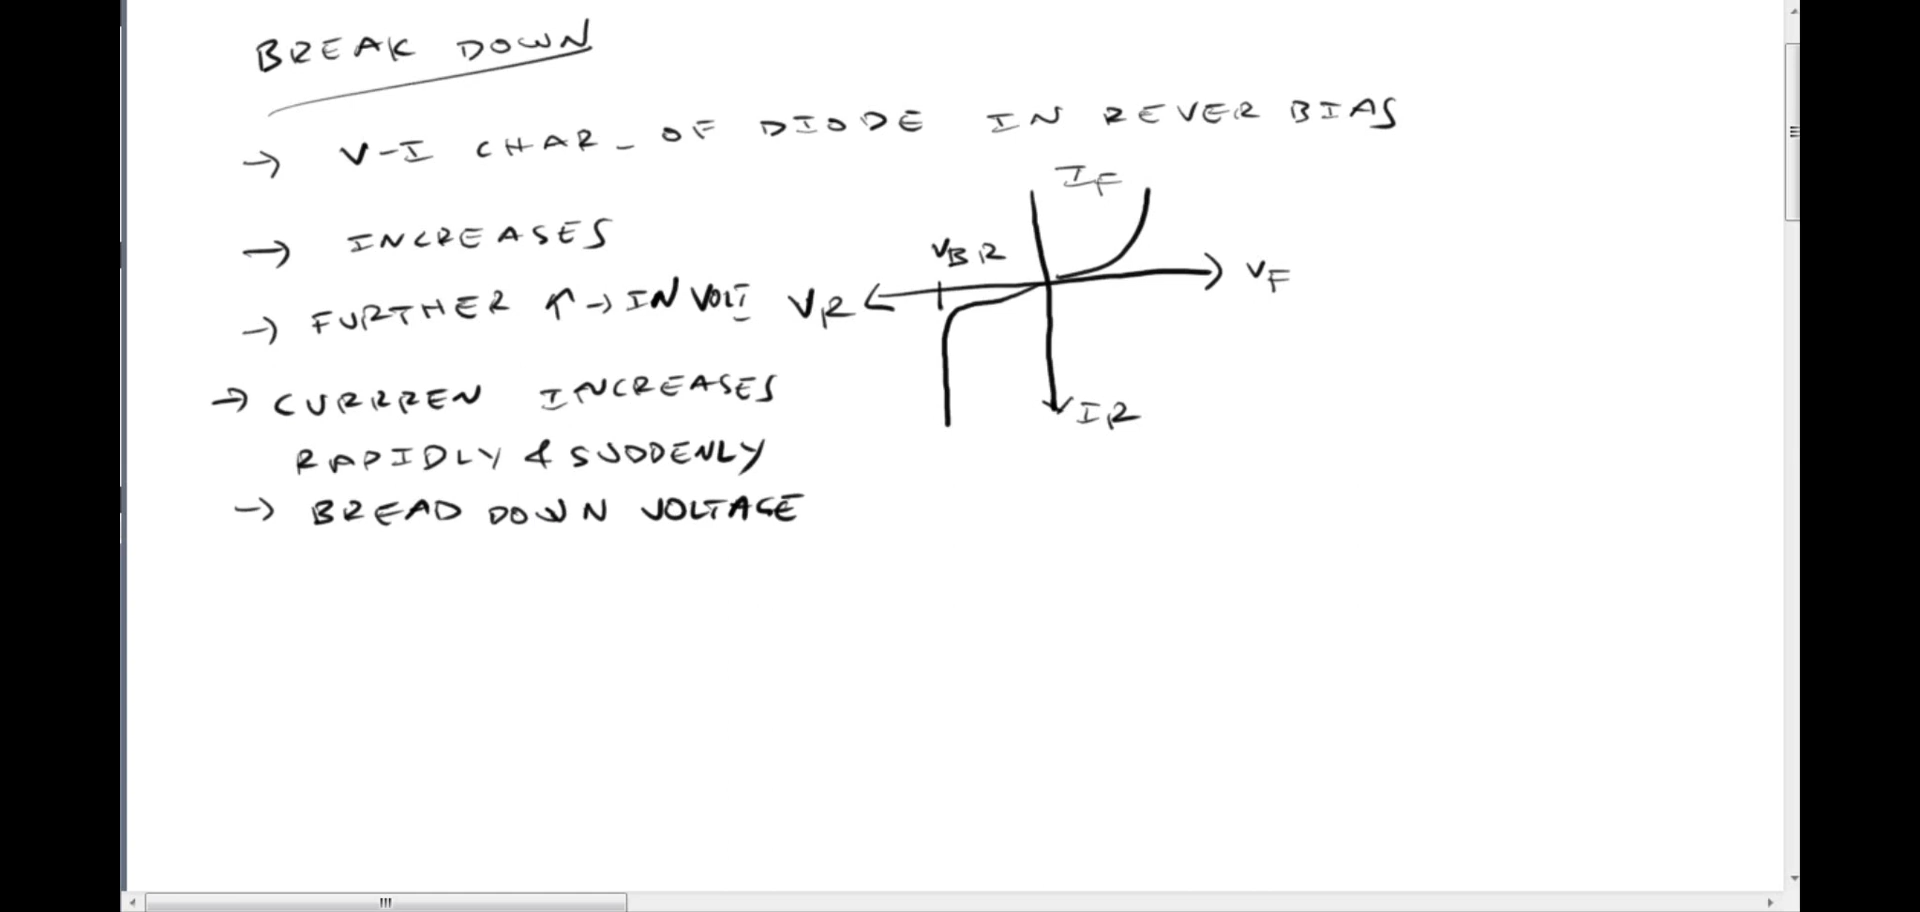 BREAK DOWN
→ V-I CHAR_ OF DIODE IN REVER BIAS
→ INCREASES
→ FURTHER ↑ → IN VOLT
→ CURRREN INCREASES
RAPIDLY & SUDDENLY
→ BREAD DOWN VOLTAGE
IF
VBR
VR
VF
IR